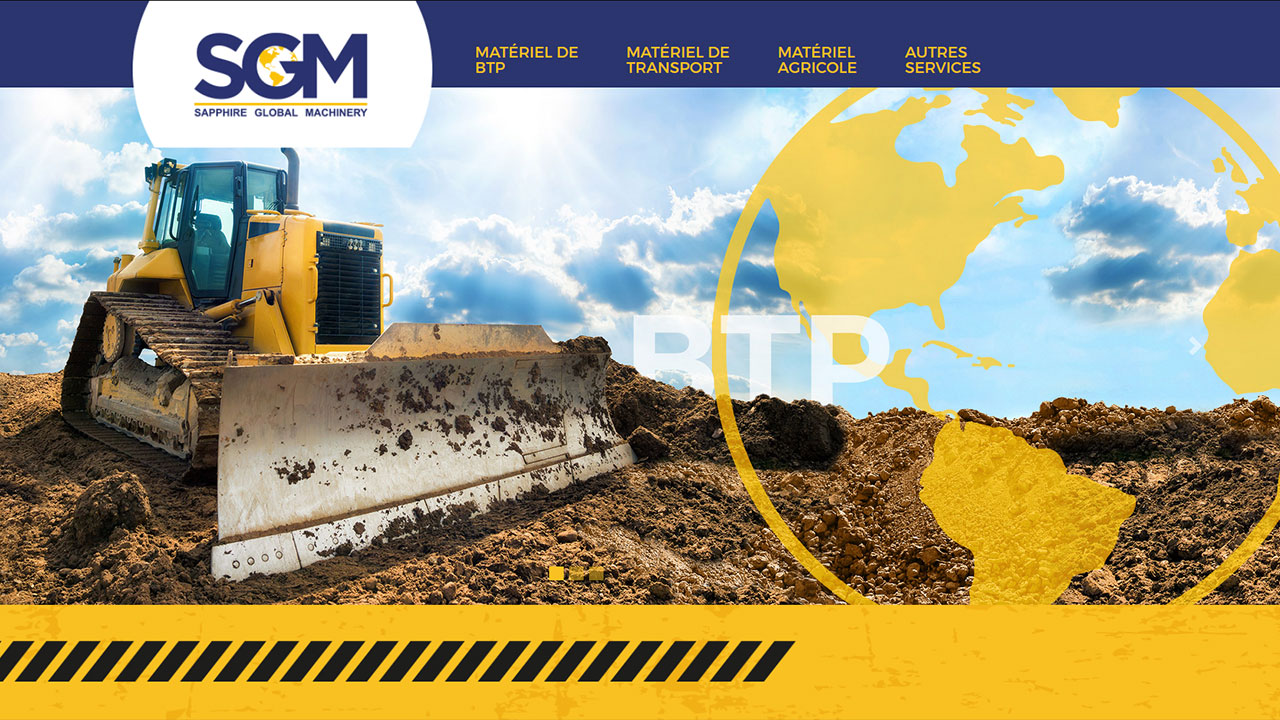 SGM
SAPPHIRE GLOBAL MACHINERY
MATÉRIEL DE
BTP
MATÉRIEL DE
TRANSPORT
MATÉRIEL
AGRICOLE
AUTRES
SERVICES
BTP